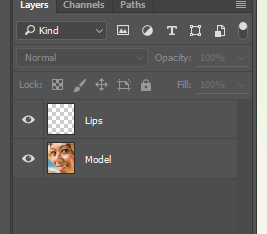 Layers Channels Paths
Kind
Normal Opacity: 100%
Lock: Fill: 100%
Lips
Model